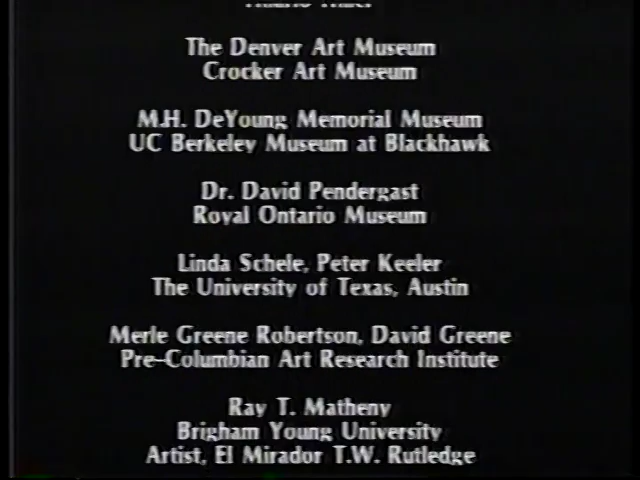 The Denver Art Museum
Crocker Art Museum
M.H. DeYoung Memorial Museum
UC Berkeley Museum at Blackhawk
Dr. David Pendergast
Royal Ontario Museum
Linda Schele, Peter Keeler
The University of Texas, Austin
Merle Greene Robertson, David Greene
Pre-Columbian Art Research Institute
Ray T. Matheny
Brigham Young University
Artist, El Mirador T.W. Rutledge